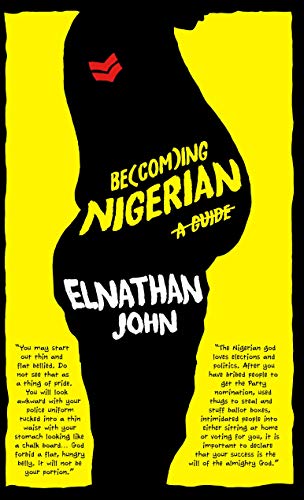 BE(COM)ING
NIGERIAN
A GUIDE
ELNATHAN
JOHN
"You may start
out thin and
flat bellied. Do
not see that as
a thing of pride.
You will look
awkward with your
police uniform
tucked into a thin
waist with your
stomach looking like
a chalk board... God
forbid a flat, hungry
belly. It will not be
your portion."
"The Nigerian god
loves elections and
politics. After you
have bribed people to
get the Party
nomination, used
thugs to steal and
stuff ballot boxes,
intimidated people into
either sitting at home
or voting for you, it is
important to declare
that your success is the
will of the almighty God."